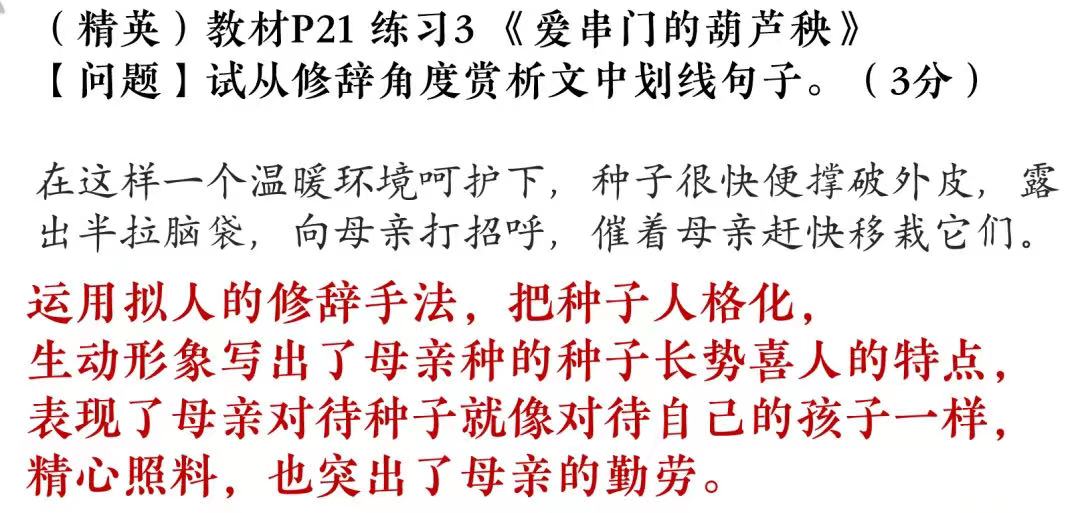 （精英）教材P21 练习3 《爱串门的葫芦秧》
【问题】试从修辞角度赏析文中划线句子。（3分）
在这样一个温暖环境呵护下，种子很快便撑破外皮，露
出半拉脑袋，向母亲打招呼，催着母亲赶快移栽它们。
运用拟人的修辞手法，把种子人格化，
生动形象写出了母亲种的种子长势喜人的特点，
表现了母亲对待种子就像对待自己的孩子一样，
精心照料，也突出了母亲的勤劳。